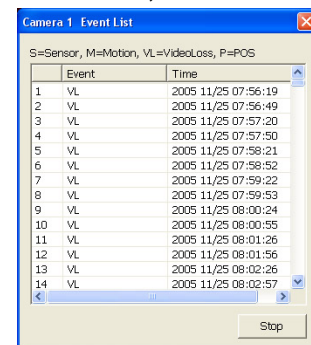 Camera 1 Event List
S=Sensor, M=Motion, VL=VideoLoss, P=POS
Event Time
1 VL 2005 11/25 07:56:19
2 VL 2005 11/25 07:56:49
3 VL 2005 11/25 07:57:20
4 VL 2005 11/25 07:57:50
5 VL 2005 11/25 07:58:21
6 VL 2005 11/25 07:58:52
7 VL 2005 11/25 07:59:22
8 VL 2005 11/25 07:59:53
9 VL 2005 11/25 08:00:24
10 VL 2005 11/25 08:00:55
11 VL 2005 11/25 08:01:26
12 VL 2005 11/25 08:01:56
13 VL 2005 11/25 08:02:26
14 VL 2005 11/25 08:02:57
Stop